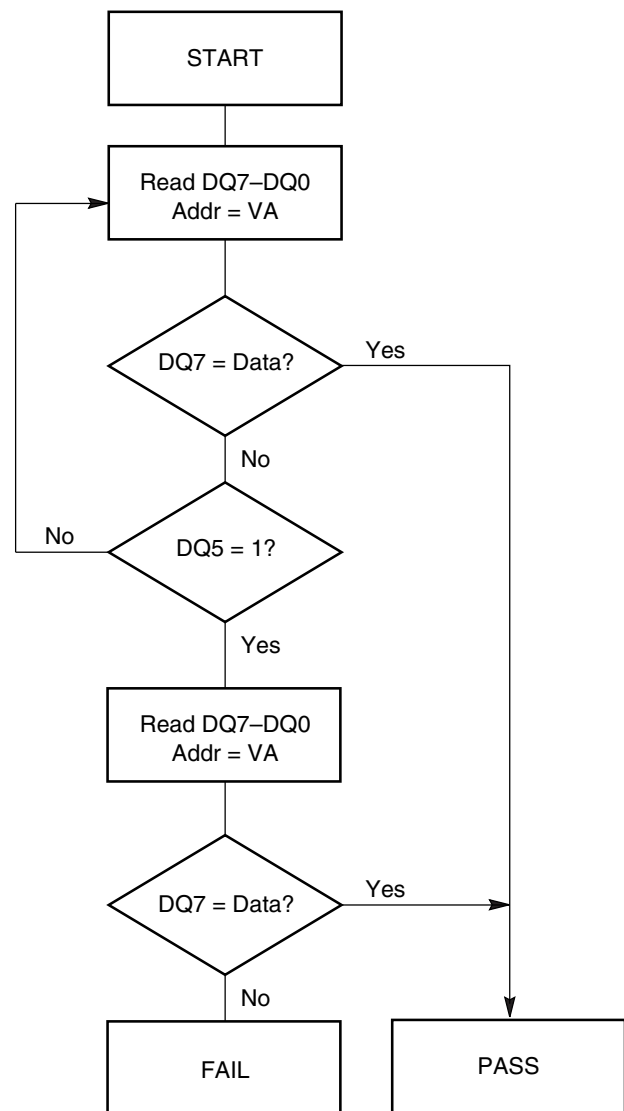 START
Read DQ7–DQ0
Addr = VA
DQ7 = Data?
Yes
No
No
DQ5 = 1?
Yes
Read DQ7–DQ0
Addr = VA
DQ7 = Data?
Yes
No
FAIL
PASS